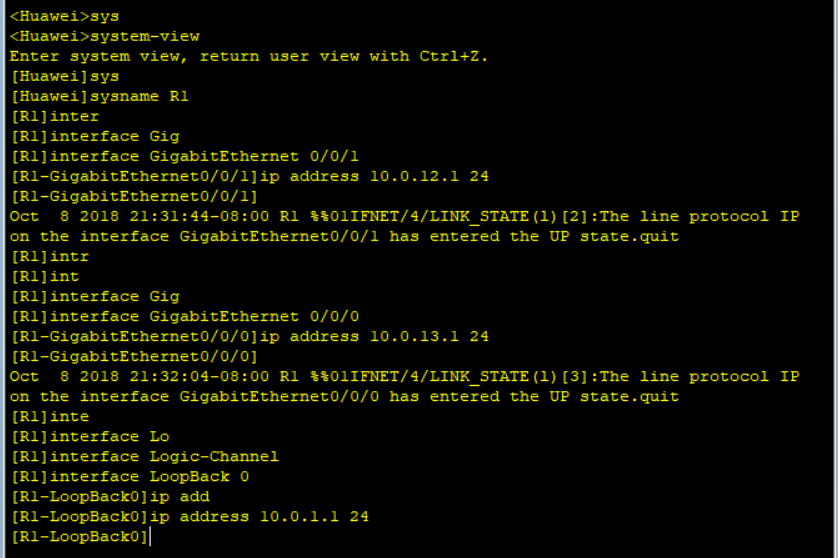 <Huawei>sys
<Huawei>system-view
Enter system view, return user view with Ctrl+Z.
[Huawei]sys
[Huawei]sysname R1
[R1]inter
[R1]interface Gig
[R1]interface GigabitEthernet 0/0/1
[R1-GigabitEthernet0/0/1]ip address 10.0.12.1 24
[R1-GigabitEthernet0/0/1]
Oct  8 2018 21:31:44-08:00 R1 %%01IFNET/4/LINK_STATE(l)[2]:The line protocol IP
on the interface GigabitEthernet0/0/1 has entered the UP state.quit
[R1]intr
[R1]int
[R1]interface Gig
[R1]interface GigabitEthernet 0/0/0
[R1-GigabitEthernet0/0/0]ip address 10.0.13.1 24
[R1-GigabitEthernet0/0/0]
Oct  8 2018 21:32:04-08:00 R1 %%01IFNET/4/LINK_STATE(l)[3]:The line protocol IP
on the interface GigabitEthernet0/0/0 has entered the UP state.quit
[R1]inte
[R1]interface Lo
[R1]interface Logic-Channel
[R1]interface LoopBack 0
[R1-LoopBack0]ip add
[R1-LoopBack0]ip address 10.0.1.1 24
[R1-LoopBack0]